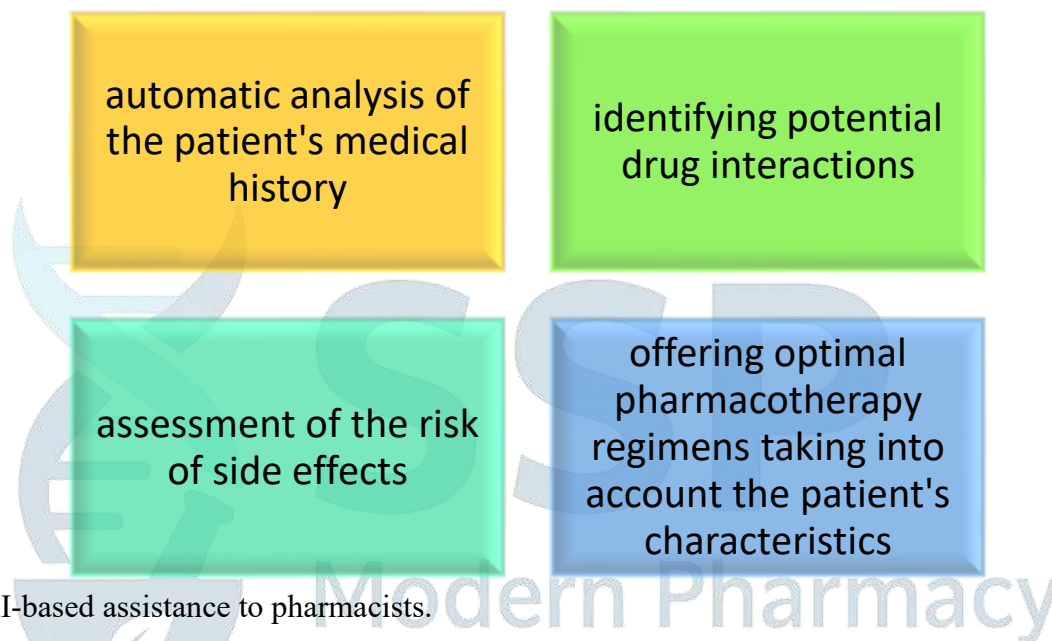 automatic analysis of
the patient's medical
history
identifying potential
drug interactions
assessment of the risk
of side effects
offering optimal
pharmacotherapy
regimens taking into
account the patient's
characteristics
SSP
Modern Pharmacy
I-based assistance to pharmacists.